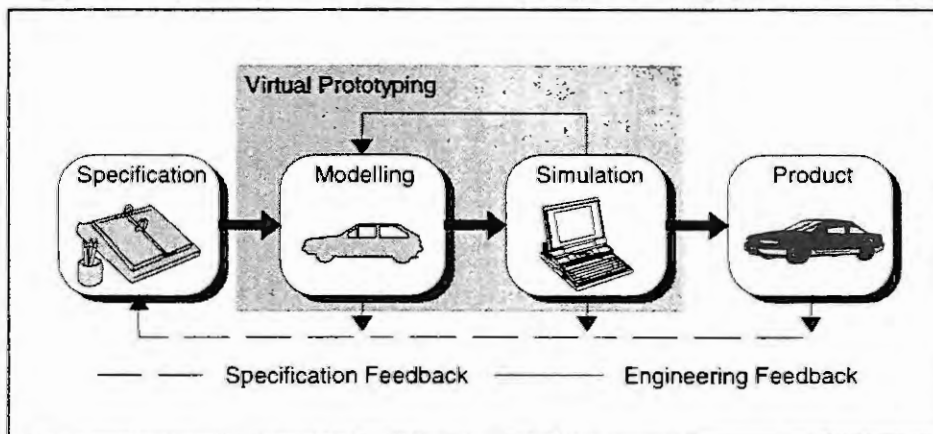 Virtual Prototyping
Specification
Modelling
Simulation
Product
Specification Feedback
Engineering Feedback